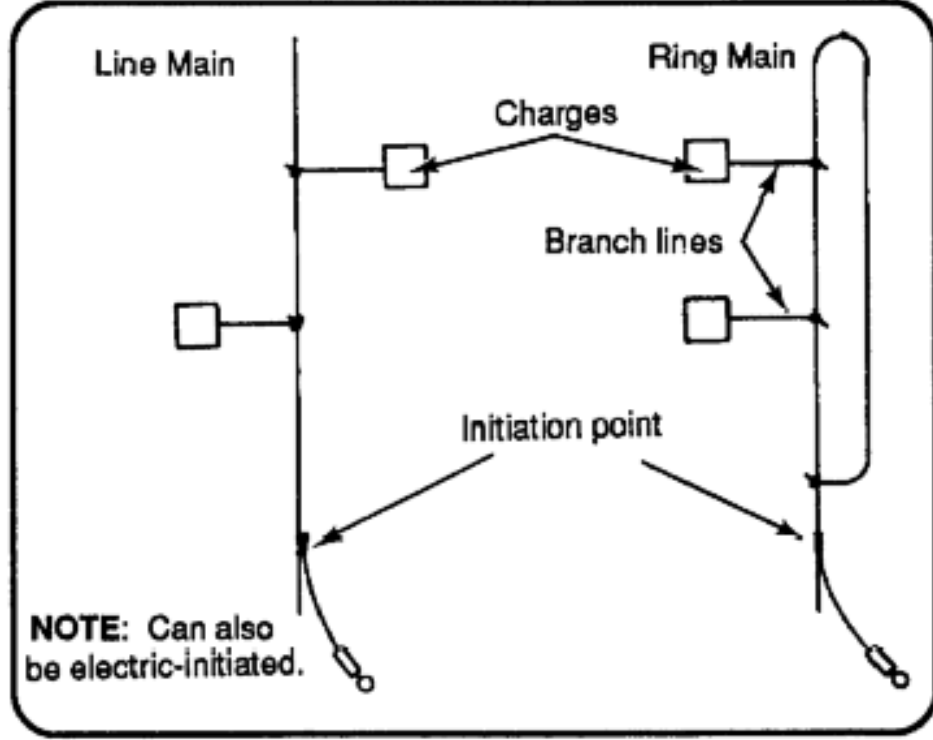 Line Main
Ring Main
Charges
Branch lines
Initiation point
NOTE: Can also
be electric-initiated.